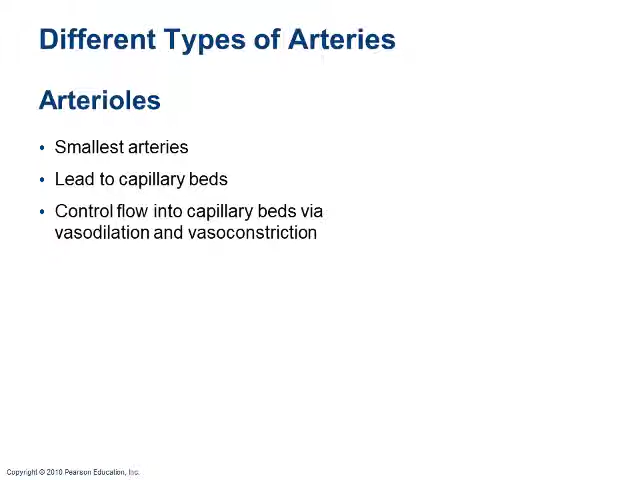 Different Types of Arteries
Arterioles
• Smallest arteries
• Lead to capillary beds
• Control flow into capillary beds via
vasodilation and vasoconstriction
Copyright © 2010 Pearson Education, Inc.